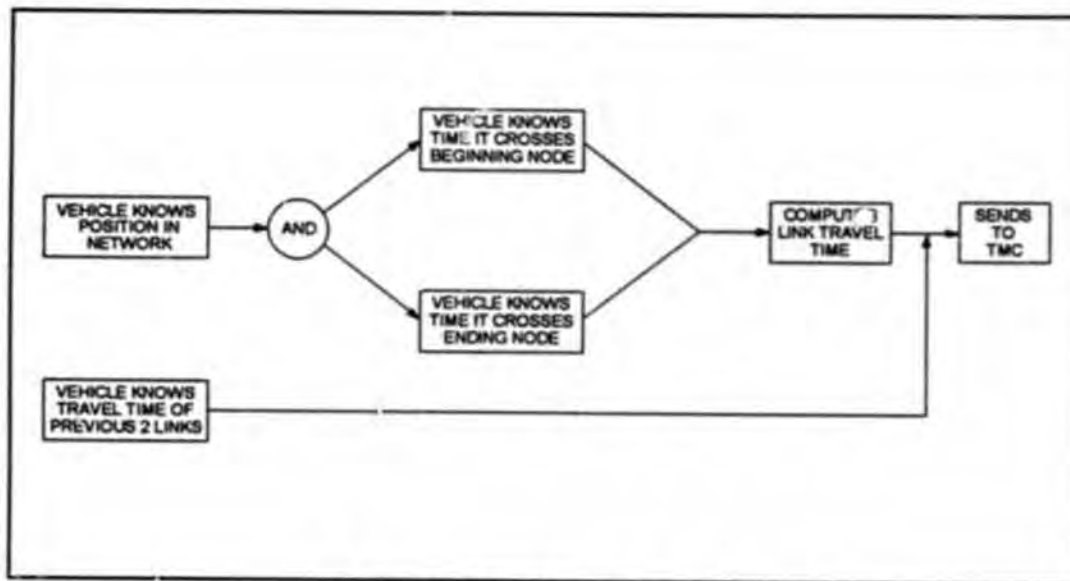 VEHICLE KNOWS
TIME IT CROSSES
BEGINNING NODE
VEHICLE KNOWS
POSITION IN
NETWORK
AND
LINK TRAVEL
TIME
SENDS
TO
TMC
VEHICLE KNOWS
TIME IT CROSSES
ENDING NODE
VEHICLE KNOWS
TRAVEL TIME OF
PREVIOUS 2 LINKS